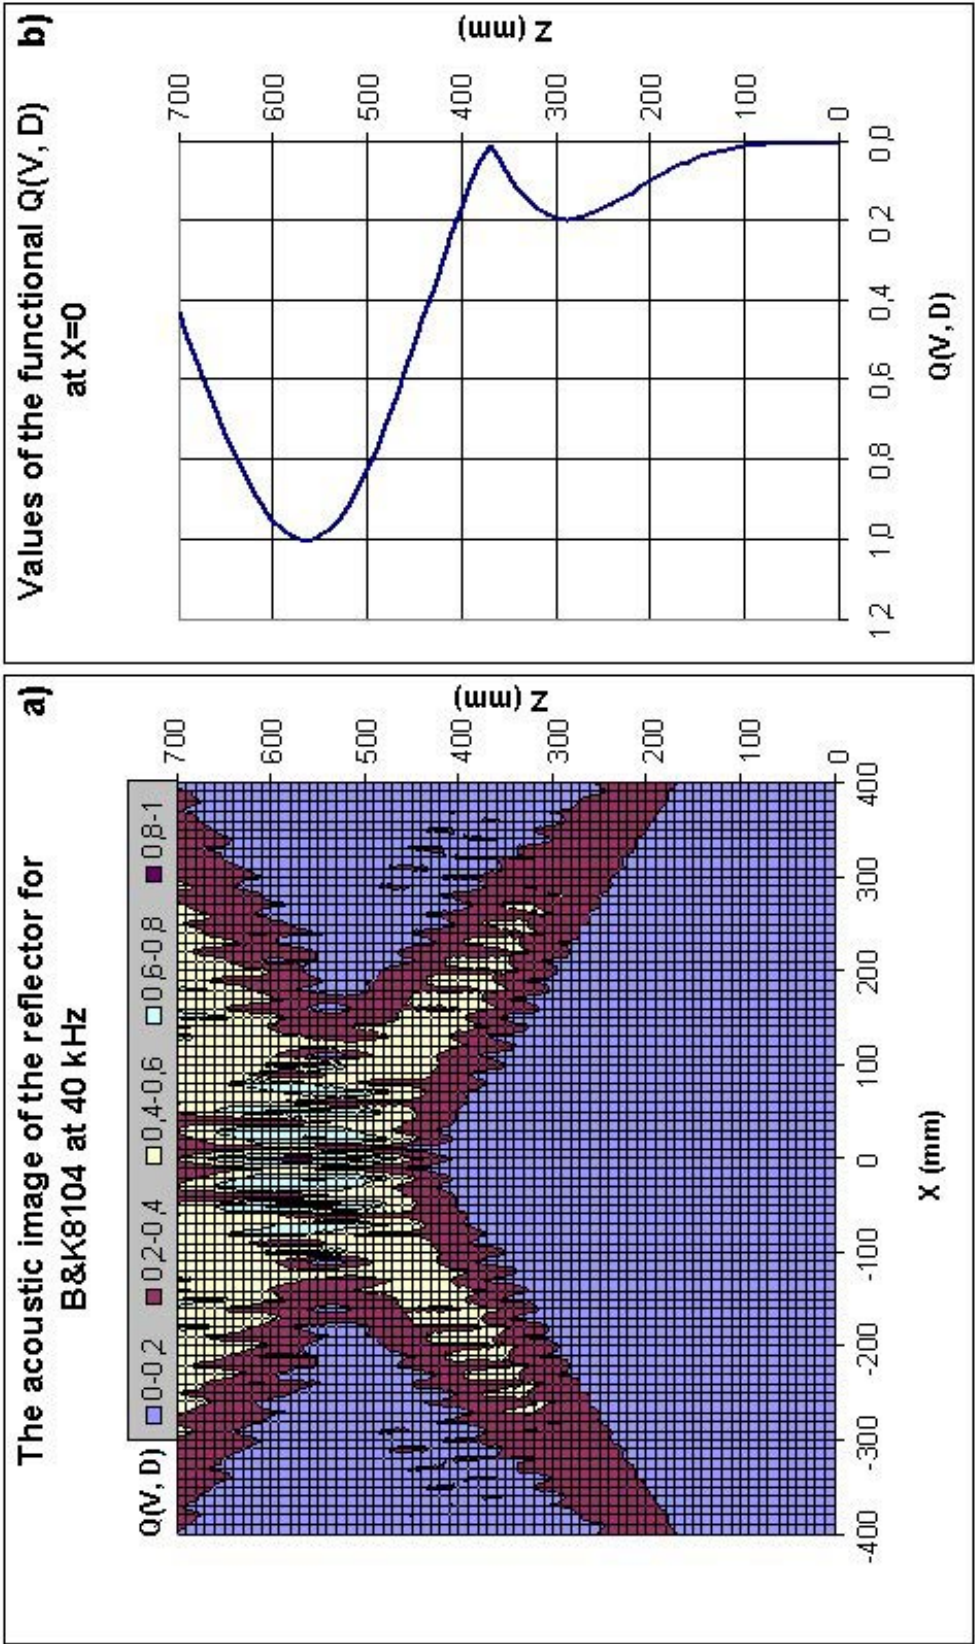 The acoustic image of the reflector for
B&K8104 at 40 kHz
a)
Q(V, D)
0-0,2 0,2-0,4 0,4-0,6 0,6-0,8 0,8-1
700
600
500
400
300
200
100
0
Z (mm)
-400 -300 -200 -100 0 100 200 300 400
X (mm)
Values of the functional Q(V, D)
at X=0
b)
700
600
500
400
300
200
100
0
Z (mm)
1,2 1,0 0,8 0,6 0,4 0,2 0,0
Q(V, D)